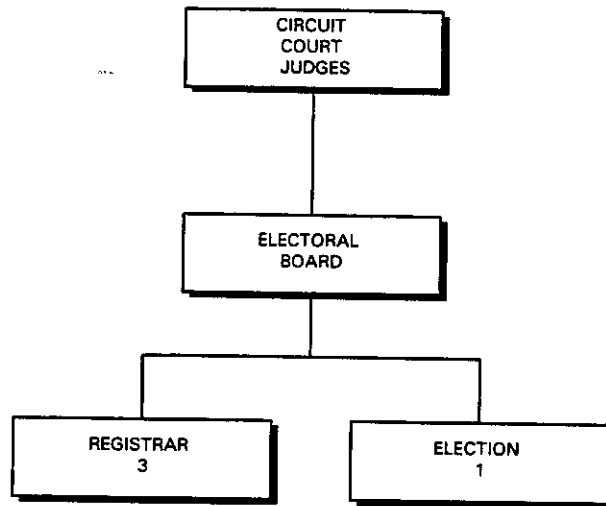 CIRCUIT
COURT
JUDGES
ELECTORAL
BOARD
REGISTRAR
3
ELECTION
1